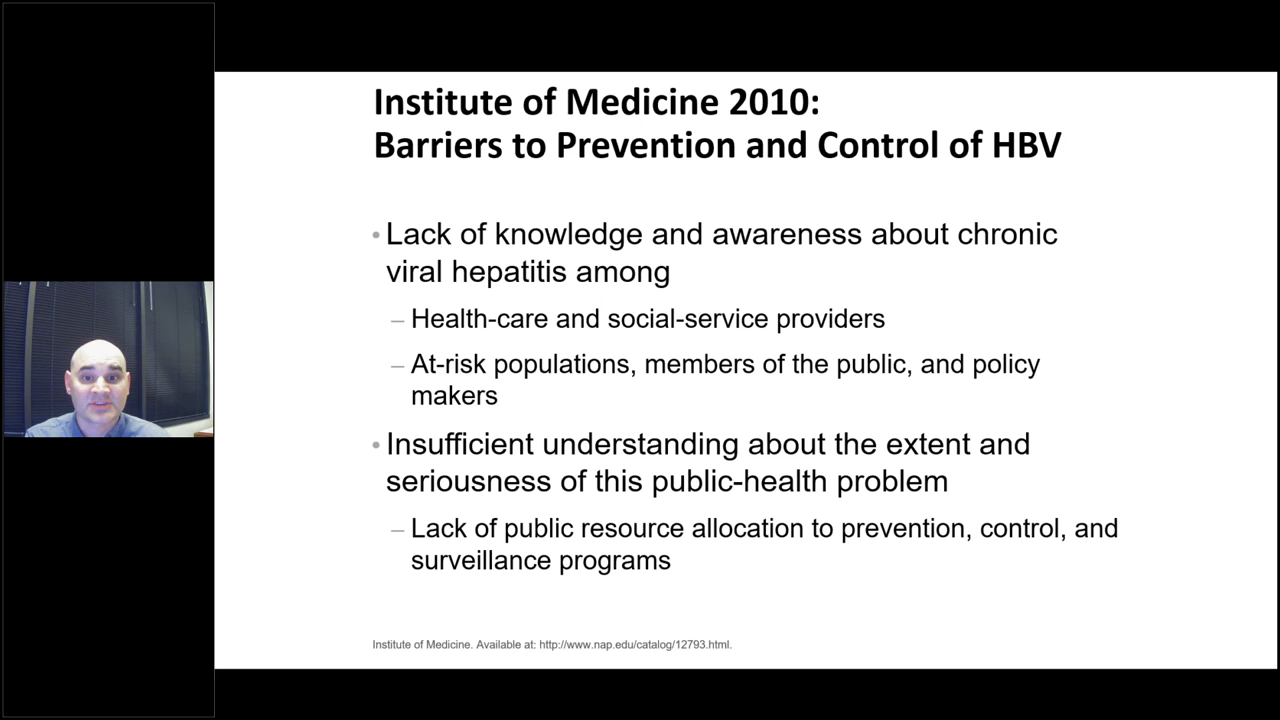 Institute of Medicine 2010:
Barriers to Prevention and Control of HBV
• Lack of knowledge and awareness about chronic
viral hepatitis among
– Health-care and social-service providers
– At-risk populations, members of the public, and policy
makers
• Insufficient understanding about the extent and
seriousness of this public-health problem
– Lack of public resource allocation to prevention, control, and
surveillance programs
Institute of Medicine. Available at: http://www.nap.edu/catalog/12793.html.